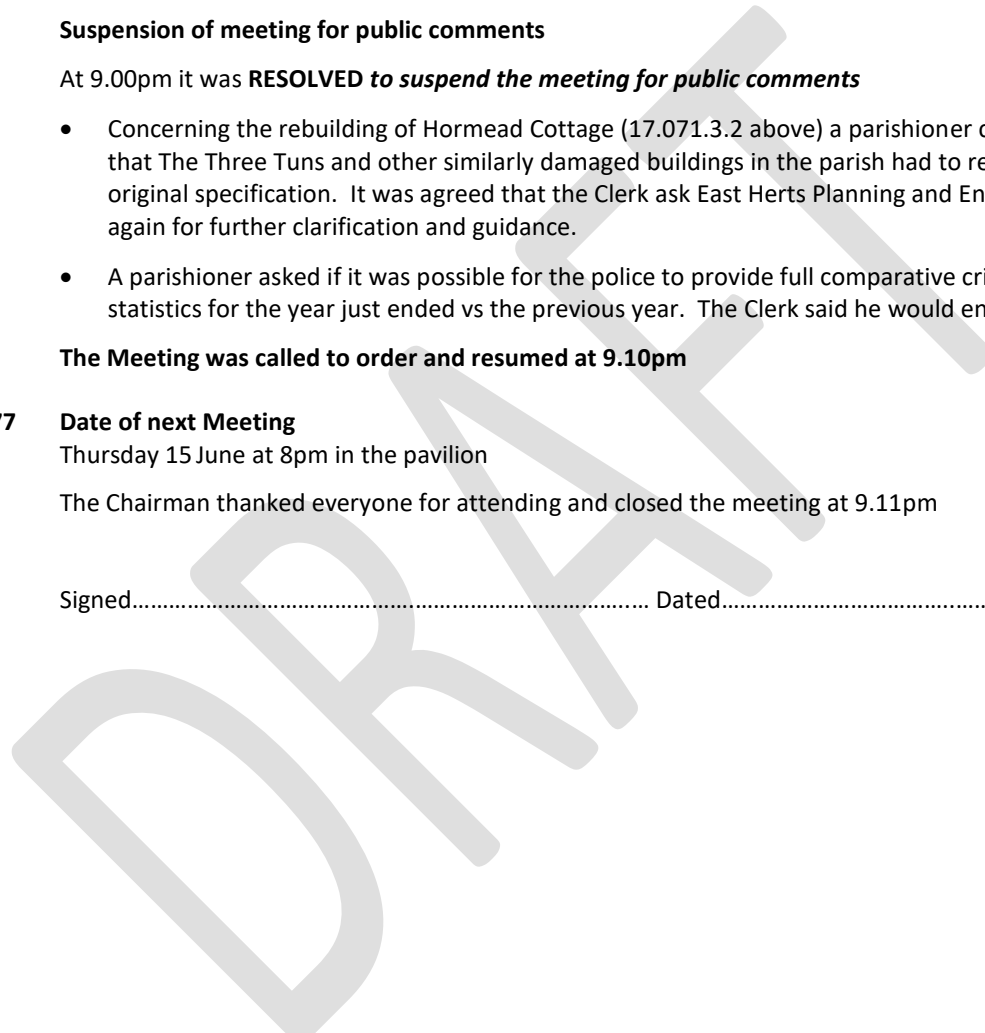 Suspension of meeting for public comments
At 9.00pm it was RESOLVED to suspend the meeting for public comments
• Concerning the rebuilding of Hormead Cottage (17.071.3.2 above) a parishioner
that The Three Tuns and other similarly damaged buildings in the parish had to
original specification. It was agreed that the Clerk ask East Herts Planning and
again for further clarification and guidance.
• A parishioner asked if it was possible for the police to provide full comparative
statistics for the year just ended vs the previous year. The Clerk said he would
The Meeting was called to order and resumed at 9.10pm
77 Date of next Meeting
Thursday 15 June at 8pm in the pavilion
The Chairman thanked everyone for attending and closed the meeting at 9.11pm
Signed…………………………………………………………………………… Dated…………………………………………
DRAFT